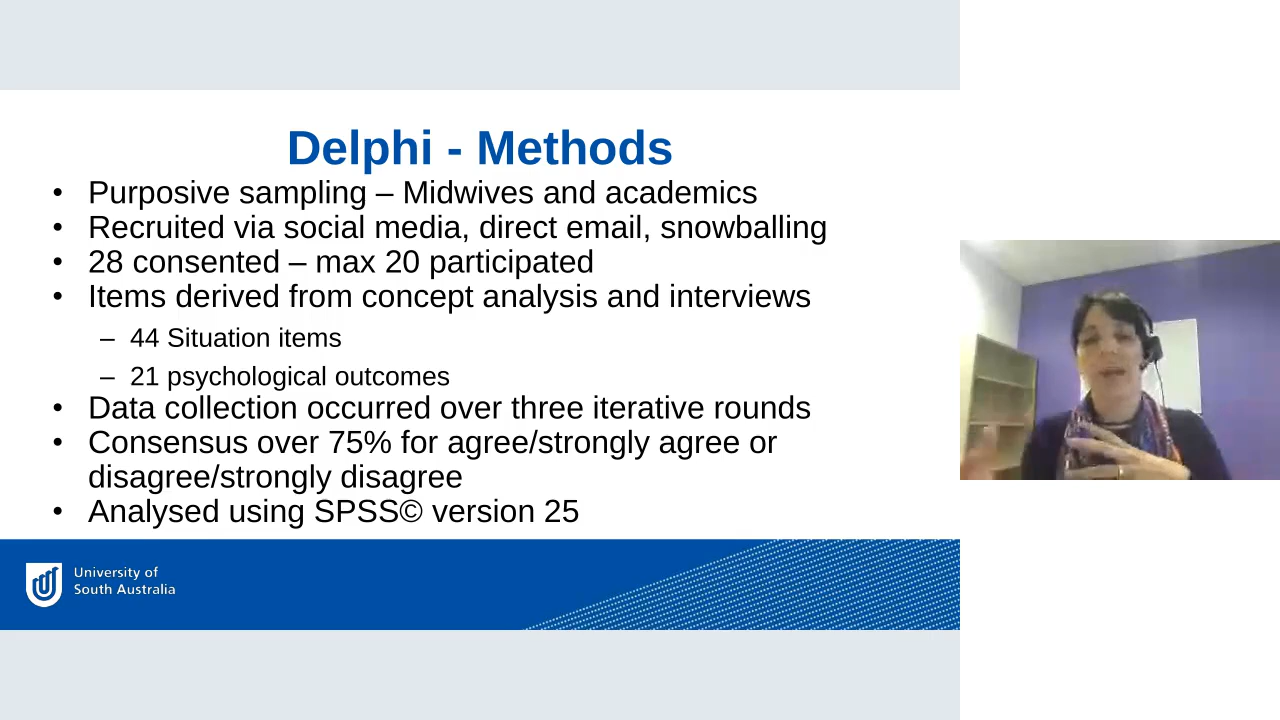 Delphi - Methods
• Purposive sampling – Midwives and academics
• Recruited via social media, direct email, snowballing
• 28 consented – max 20 participated
• Items derived from concept analysis and interviews
– 44 Situation items
– 21 psychological outcomes
• Data collection occurred over three iterative rounds
• Consensus over 75% for agree/strongly agree or
disagree/strongly disagree
• Analysed using SPSS© version 25
University of
South Australia